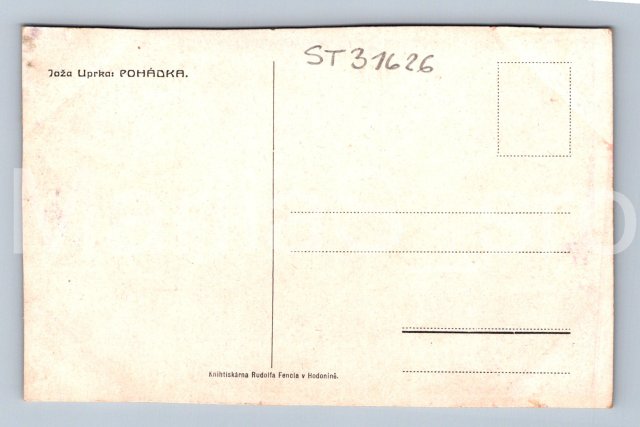 ST31626
Joža Uprka: POHÁDKA.
Knihtiskárna Rudolfa Fencla v Hodoníně.